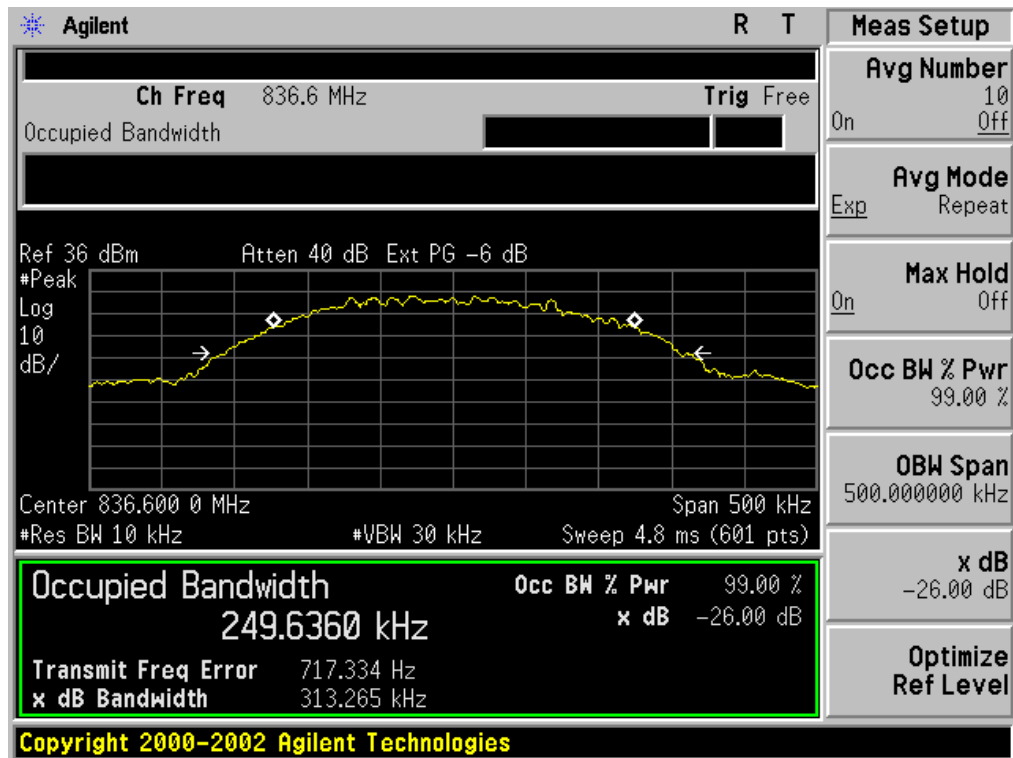 Agilent R T
Ch Freq 836.6 MHz Trig Free
Occupied Bandwidth
Ref 36 dBm Atten 40 dB Ext PG -6 dB
#Peak
Log
10
dB/
Center 836.600 0 MHz Span 500 kHz
#Res BW 10 kHz #VBW 30 kHz Sweep 4.8 ms (601 pts)
Occupied Bandwidth Occ BW % Pwr 99.00 %
249.6360 kHz x dB -26.00 dB
Transmit Freq Error 717.334 Hz
x dB Bandwidth 313.265 kHz
Copyright 2000-2002 Agilent Technologies
Meas Setup
Avg Number
10
On Off
Avg Mode
Exp Repeat
Max Hold
On Off
Occ BW % Pwr
99.00 %
OBW Span
500.000000 kHz
x dB
-26.00 dB
Optimize
Ref Level